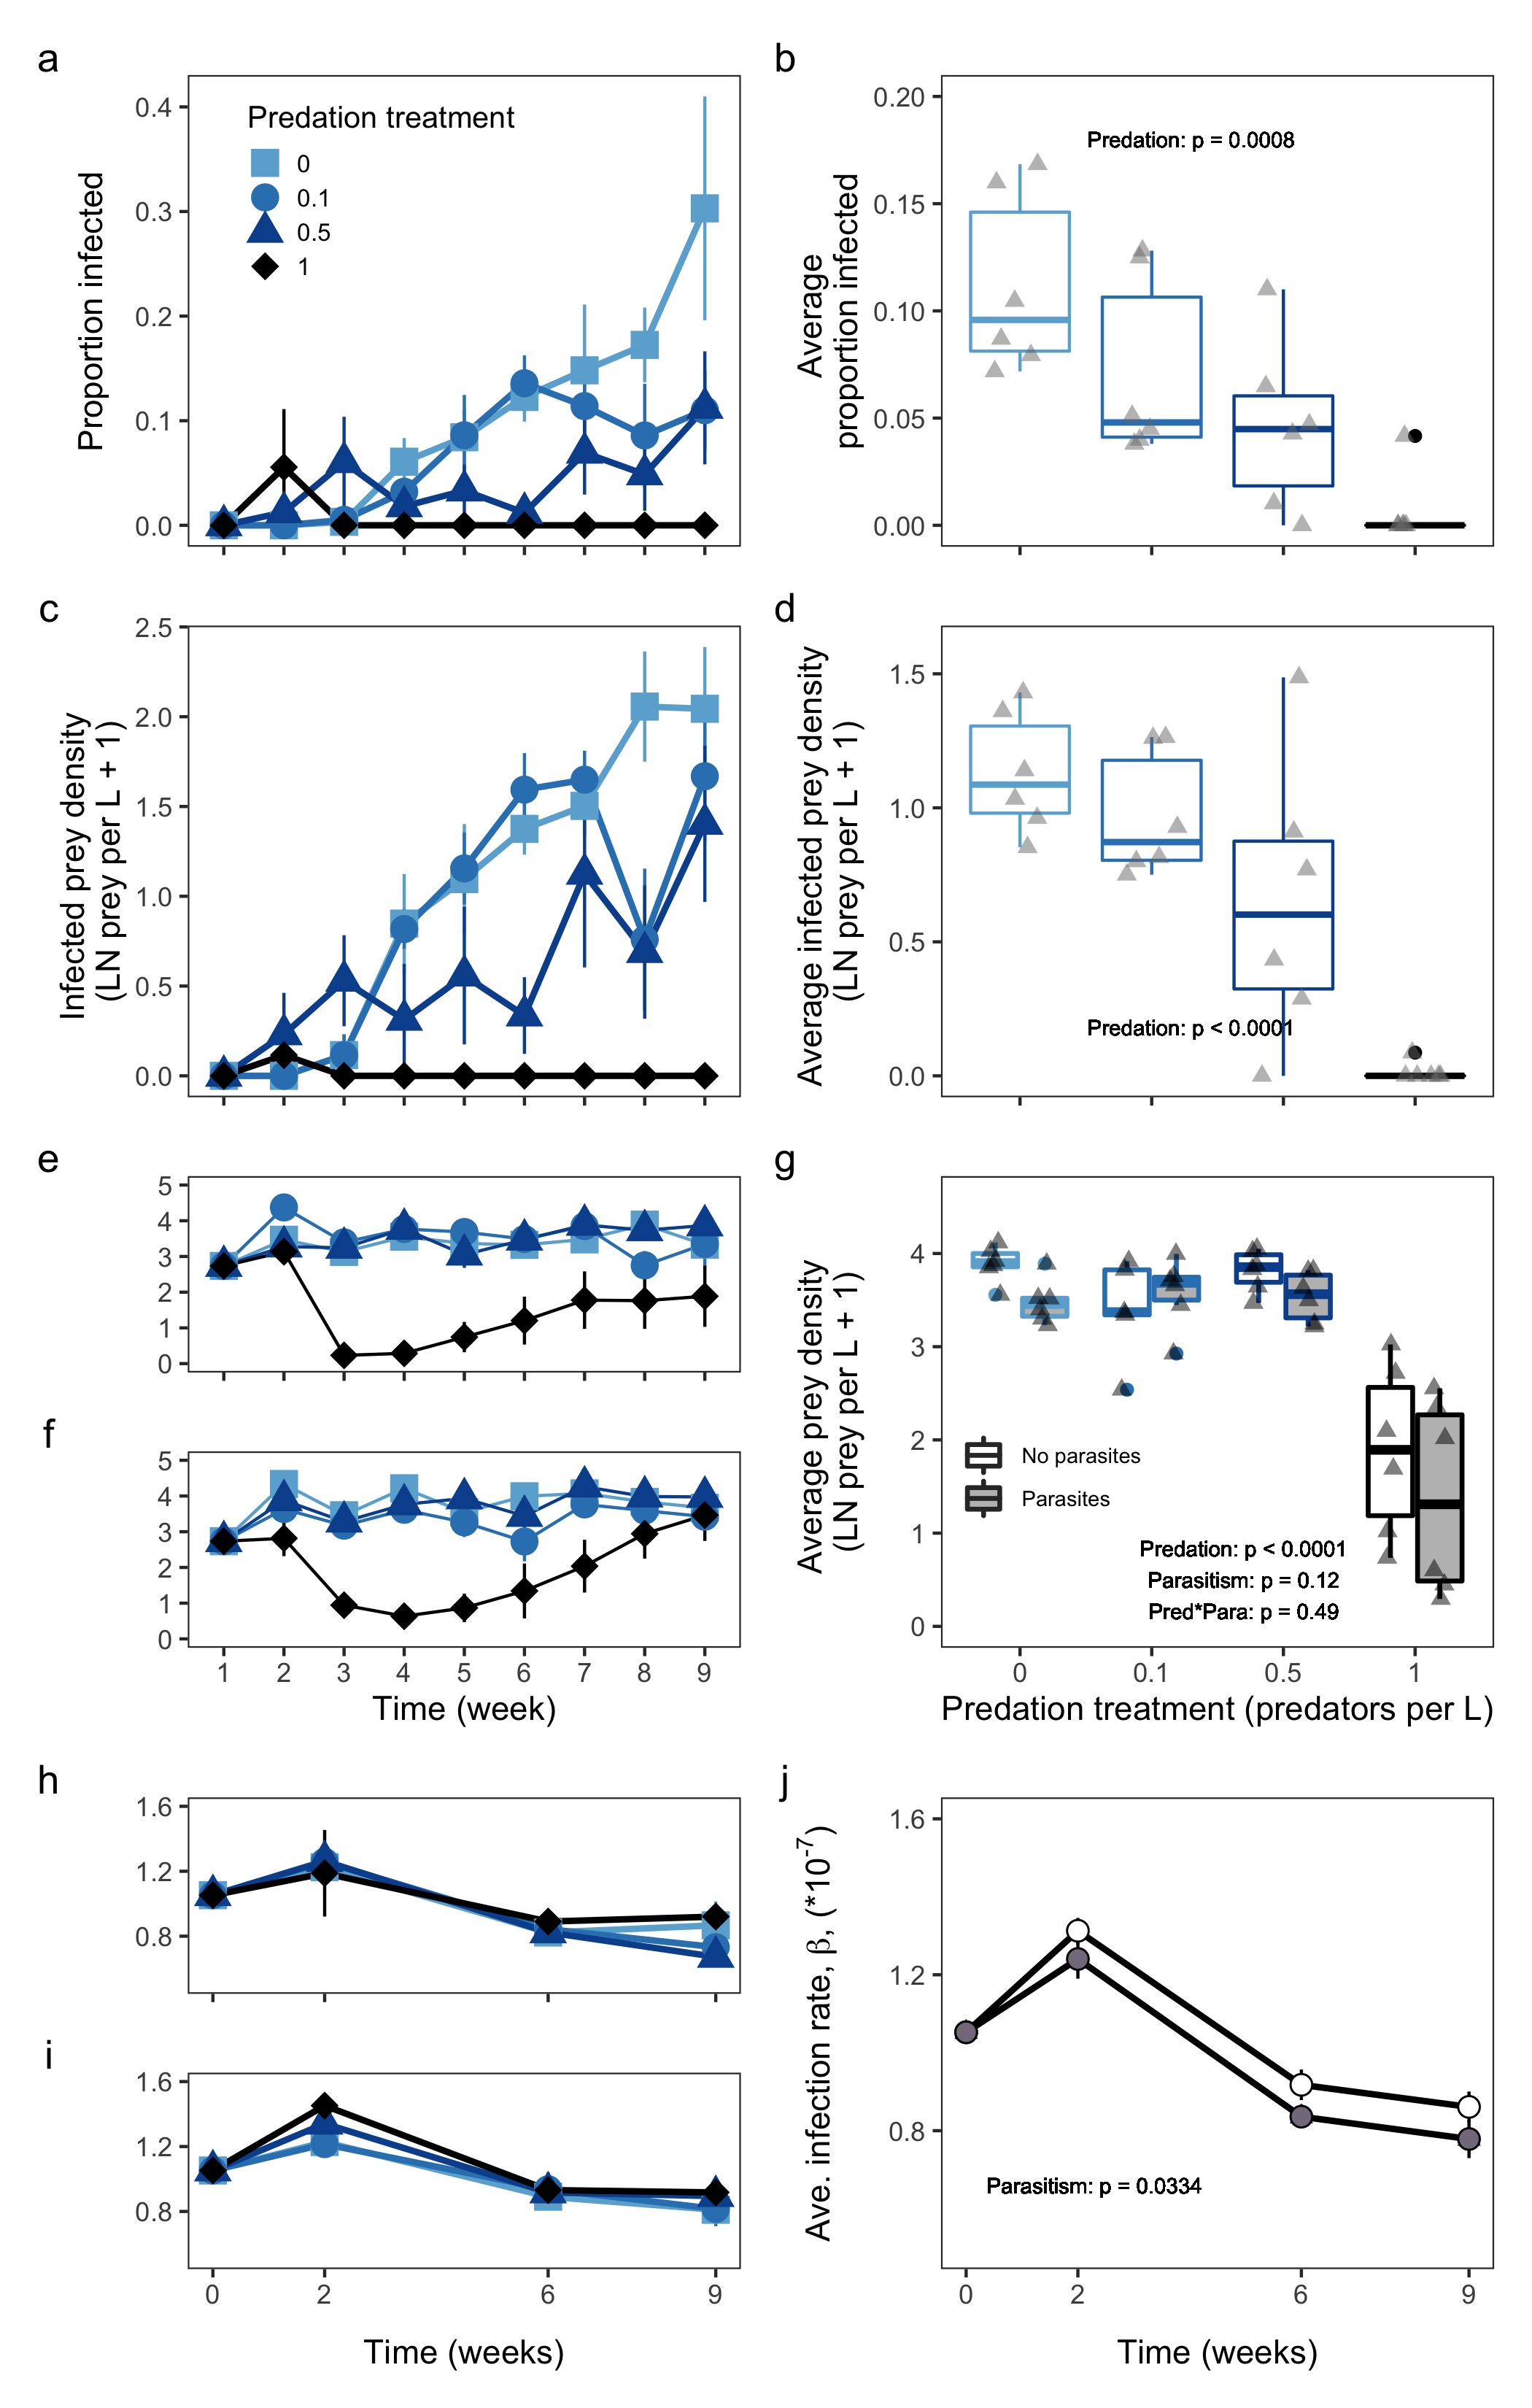 a
Proportion infected
0.4
0.3
0.2
0.1
0.0
Predation treatment
0
0.1
0.5
1
b
Average
proportion infected
0.20
0.15
0.10
0.05
0.00
Predation: p = 0.0008
c
Infected prey density
(LN prey per L + 1)
2.5
2.0
1.5
1.0
0.5
0.0
d
Average infected prey density
(LN prey per L + 1)
1.5
1.0
0.5
0.0
Predation: p < 0.0001
e
5
4
3
2
1
0
f
5
4
3
2
1
0
1 2 3 4 5 6 7 8 9
Time (week)
g
Average prey density
(LN prey per L + 1)
4
3
2
1
0
No parasites
Parasites
Predation: p < 0.0001
Parasitism: p = 0.12
Pred*Para: p = 0.49
0 0.1 0.5 1
Predation treatment (predators per L)
h
1.6
1.2
0.8
i
1.6
1.2
0.8
0 2 6 9
Time (weeks)
j
Ave. infection rate, β, (*10⁻⁷)
1.6
1.2
0.8
Parasitism: p = 0.0334
0 2 6 9
Time (weeks)